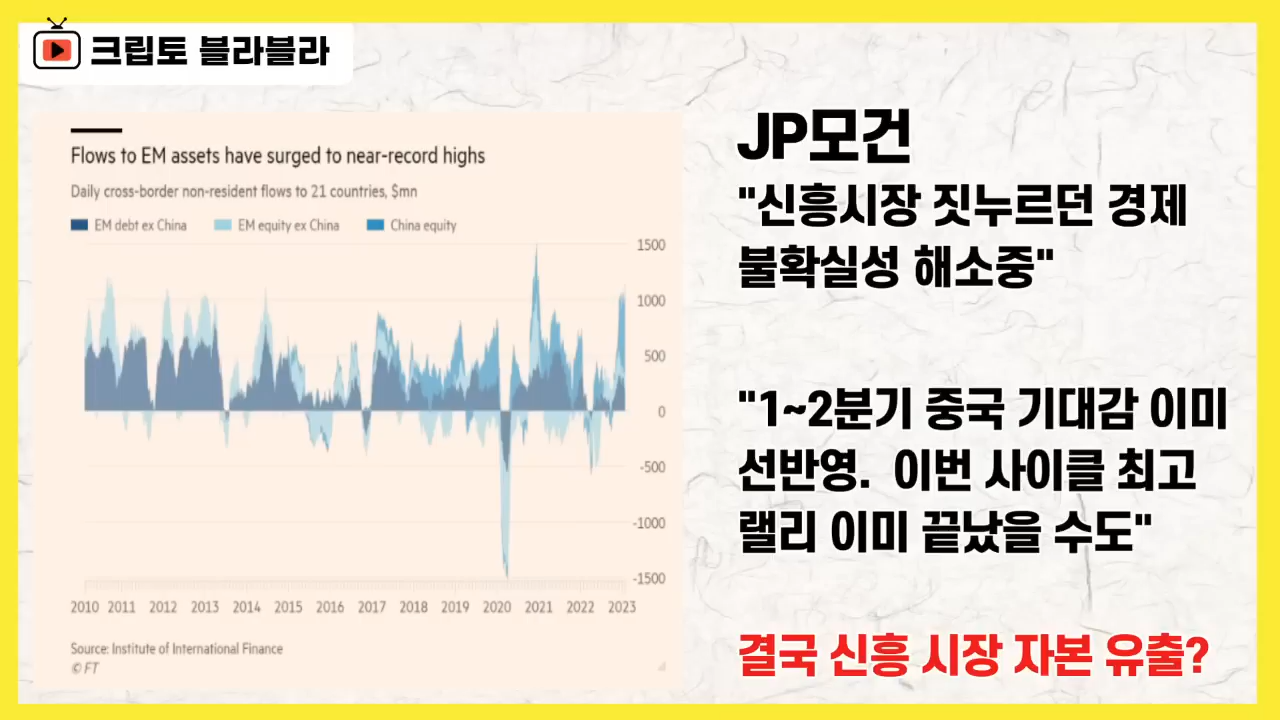 크립토 블라블라
Flows to EM assets have surged to near-record highs
Daily cross-border non-resident flows to 21 countries, $mn
EM debt ex China EM equity ex China China equity
1500
1000
500
0
-500
-1000
-1500
2010 2011 2012 2013 2014 2015 2016 2017 2018 2019 2020 2021 2022 2023
Source: Institute of International Finance
© FT
JP모건
"신흥시장 짓누르던 경제
불확실성 해소중"
"1~2분기 중국 기대감 이미
선반영. 이번 사이클 최고
랠리 이미 끝났을 수도"
결국 신흥 시장 자본 유출?